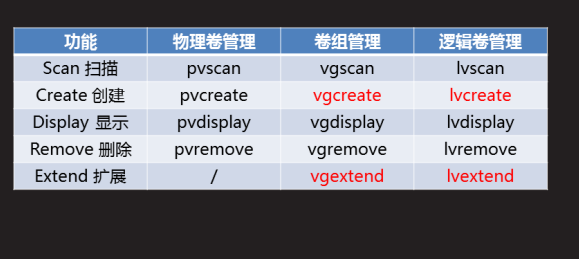 功能 物理卷管理 卷组管理 逻辑卷管理
Scan 扫描 pvscan vgscan lvscan
Create 创建 pvcreate vgcreate lvcreate
Display 显示 pvdisplay vgdisplay lvdisplay
Remove 删除 pvremove vgremove lvremove
Extend 扩展 / vgextend lvextend